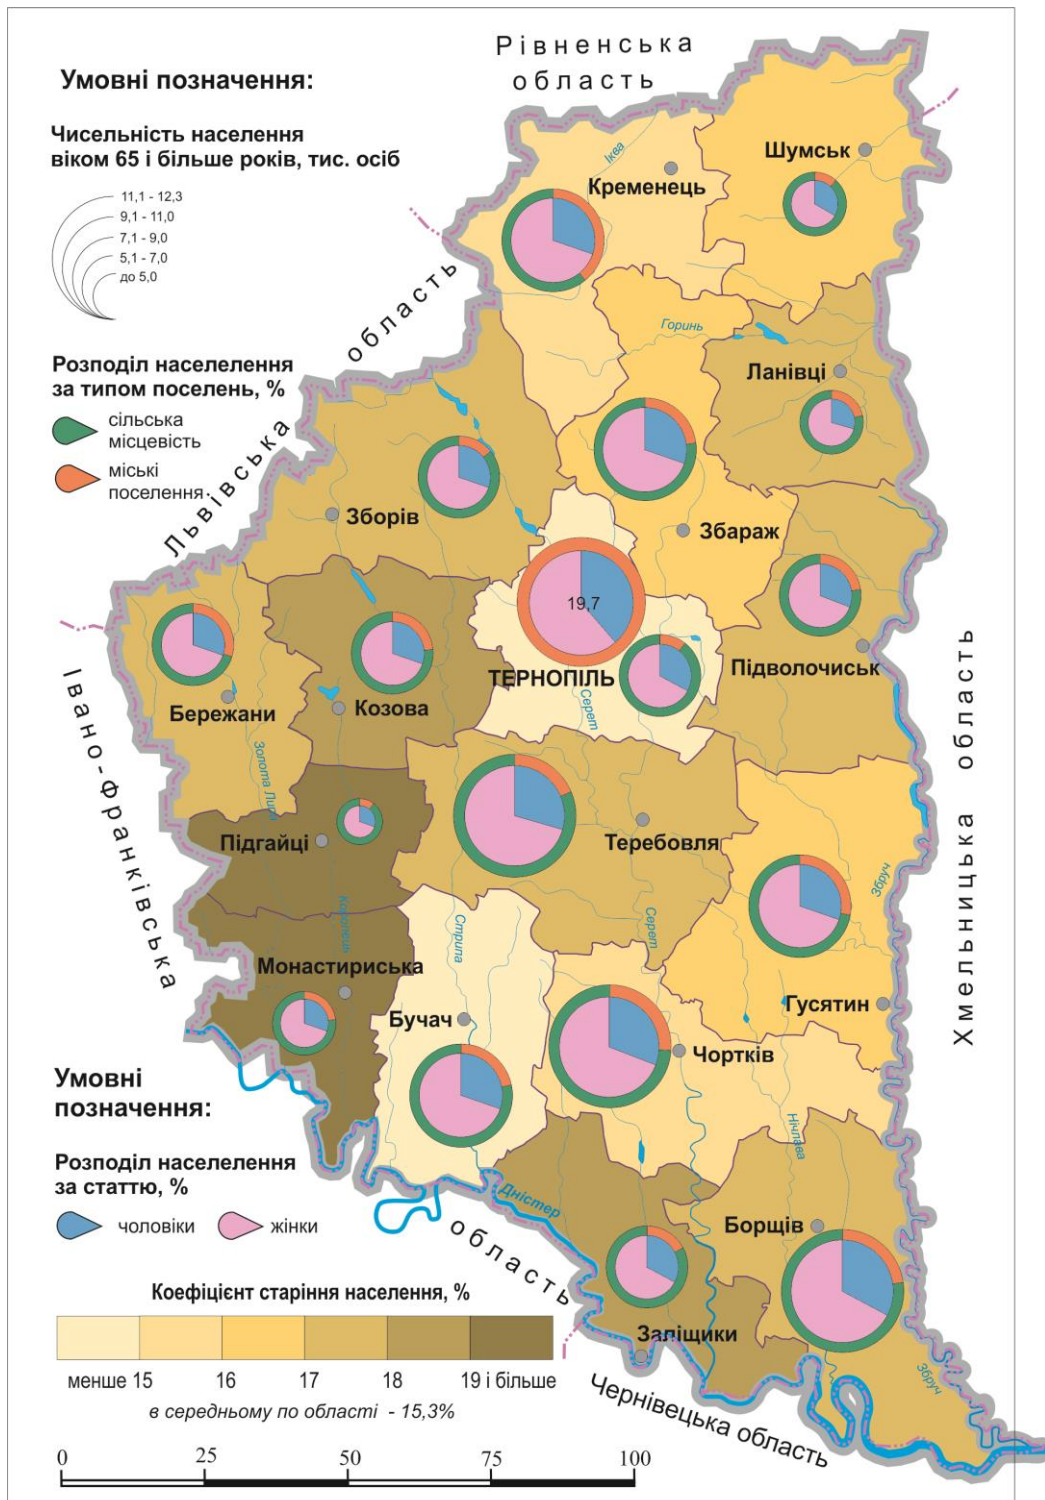 Рівненська
область
Умовні позначення:
Чисельність населення
віком 65 і більше років, тис. осіб
11,1 - 12,3
9,1 - 11,0
7,1 - 9,0
5,1 - 7,0
до 5,0
Розподіл населелення
за типом поселень, %
сільська
місцевість
міські
поселення
Львівська область
Івано-Франківська
область
Хмельницька область
Чернівецька область
Шумськ
Іква
Кременець
Горинь
Ланівці
Зборів
Збараж
19,7
ТЕРНОПІЛЬ
Підволочиськ
Серет
Бережани
Козова
Золота Липа
Підгайці
Теребовля
Збруч
Коропець
Стрипа
Серет
Монастириська
Бучач
Гусятин
Чортків
Нічлава
Дністер
Борщів
Заліщики
Збруч
Умовні
позначення:
Розподіл населелення
за статтю, %
чоловіки
жінки
Коефіцієнт старіння населення, %
менше 15 16 17 18 19 і більше
в середньому по області - 15,3%
0 25 50 75 100